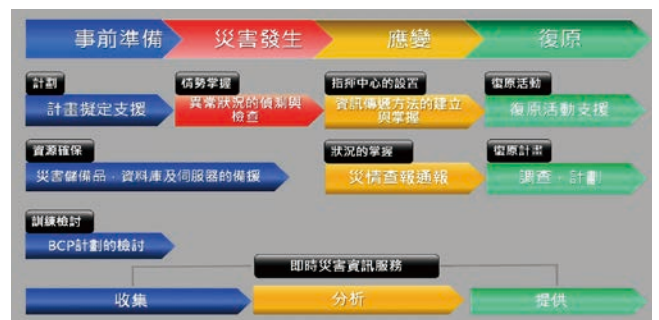 事前準備
災害發生
應變
復原
計劃
情勢掌握
指揮中心的設置
復原活動
計畫擬定支援
異常狀況的偵測與
檢查
資訊傳遞方法的建立
與掌握
復原活動支援
資源確保
狀況的掌握
復原計畫
災害儲備品、資料庫及伺服器的備援
災情查報通報
調查、計劃
訓練檢討
BCP計劃的檢討
即時災害資訊服務
收集
分析
提供